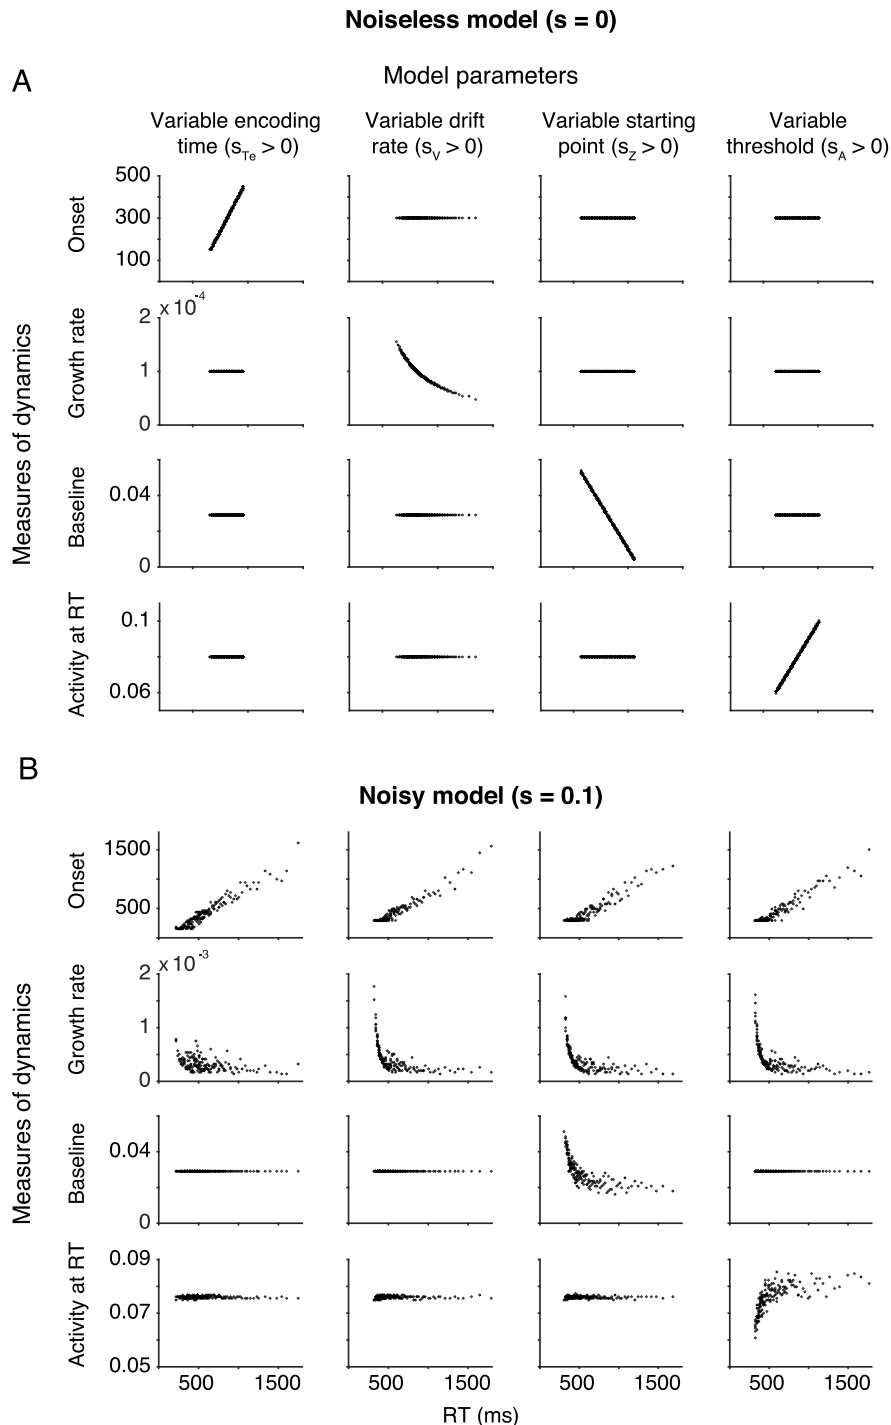 Noiseless model (s = 0)
A
Model parameters
Variable encoding time (sTe > 0)
Variable drift rate (sV > 0)
Variable starting point (sZ > 0)
Variable threshold (sA > 0)
Measures of dynamics
Onset
500
300
100
Growth rate
x10-4
2
1
0
Baseline
0.04
0
Activity at RT
0.1
0.06
B
Noisy model (s = 0.1)
Measures of dynamics
Onset
1500
500
Growth rate
x10-3
2
1
0
Baseline
0.04
0
Activity at RT
0.09
0.07
0.05
500 1500 500 1500 500 1500 500 1500
RT (ms)